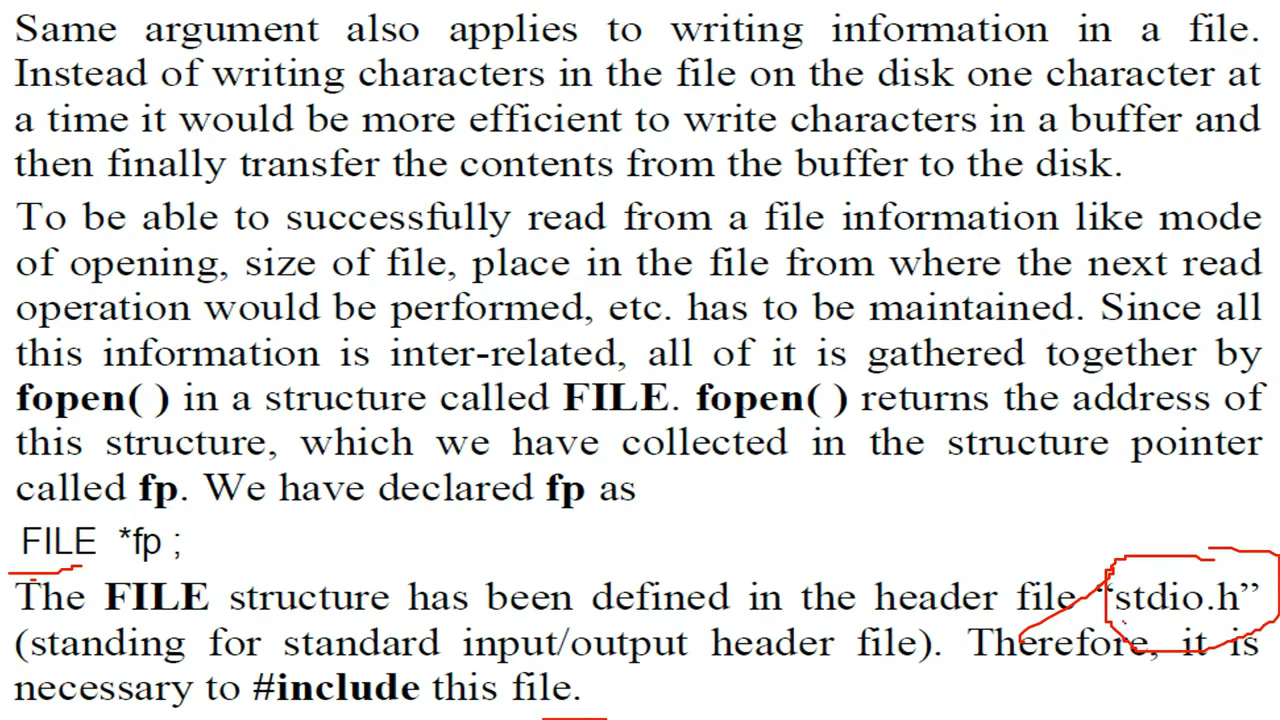 Same argument also applies to writing information in a file.
Instead of writing characters in the file on the disk one character at
a time it would be more efficient to write characters in a buffer and
then finally transfer the contents from the buffer to the disk.
To be able to successfully read from a file information like mode
of opening, size of file, place in the file from where the next read
operation would be performed, etc. has to be maintained. Since all
this information is inter-related, all of it is gathered together by
fopen( ) in a structure called FILE. fopen( ) returns the address of
this structure, which we have collected in the structure pointer
called fp. We have declared fp as
FILE *fp ;
The FILE structure has been defined in the header file “stdio.h”
(standing for standard input/output header file). Therefore, it is
necessary to #include this file.